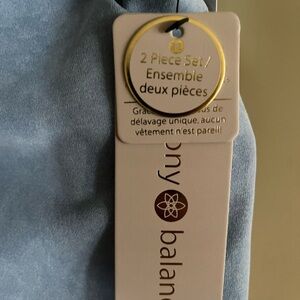 2 Piece Set /
Ensemble
deux pièces
délavage unique, aucun
vêtement n'est pareil!
ony balanc